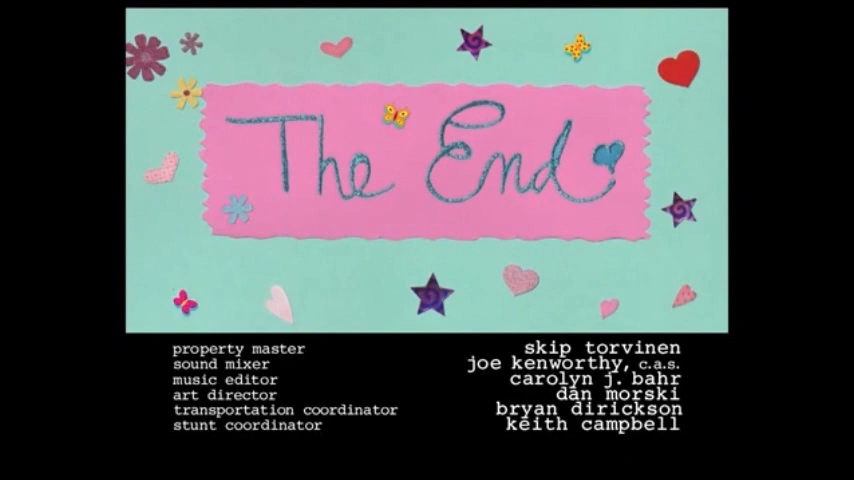 The End
property master skip torvinen
sound mixer joe kenworthy, c.a.s.
music editor carolyn j. bahr
art director dan morski
transportation coordinator bryan dirickson
stunt coordinator keith campbell